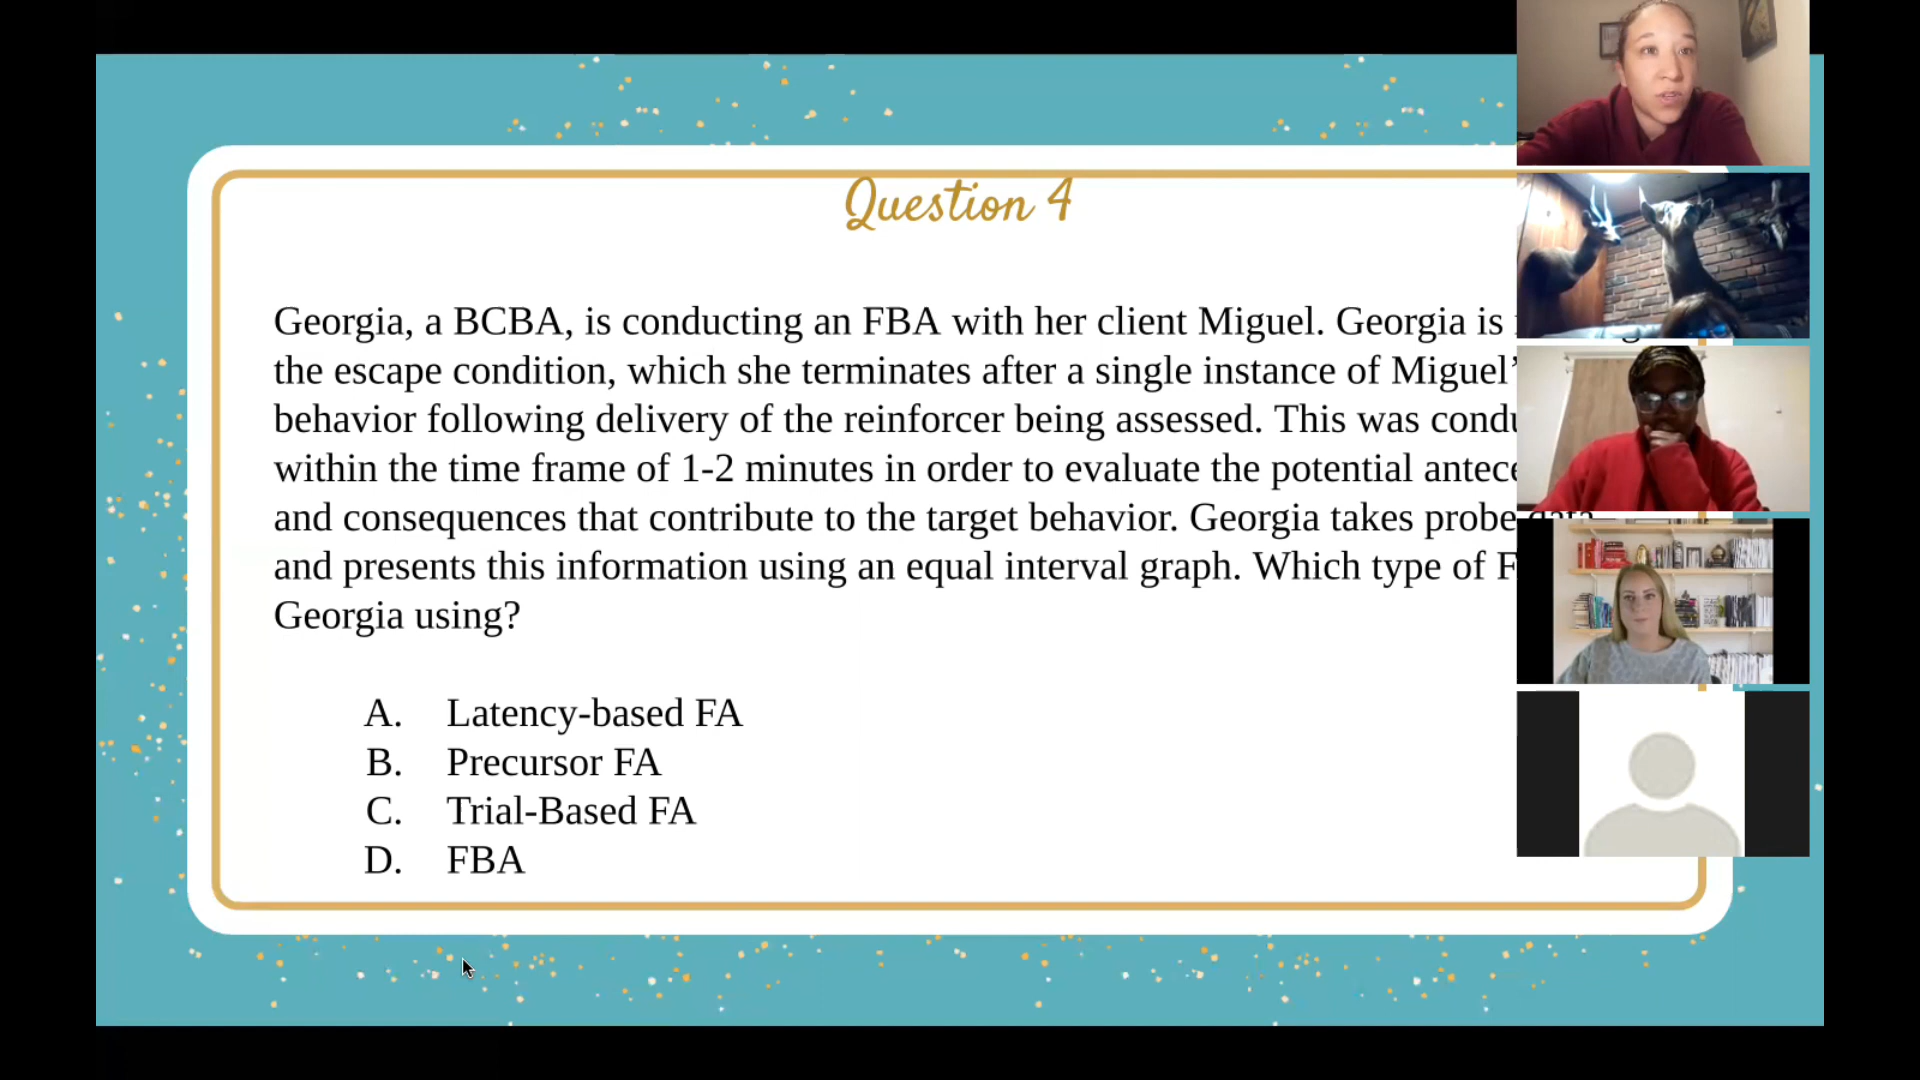 Question 4
Georgia, a BCBA, is conducting an FBA with her client Miguel. Georgia is
the escape condition, which she terminates after a single instance of Miguel’
behavior following delivery of the reinforcer being assessed. This was
within the time frame of 1-2 minutes in order to evaluate the potential
and consequences that contribute to the target behavior. Georgia takes probe data
and presents this information using an equal interval graph. Which type of
Georgia using?
A. Latency-based FA
B. Precursor FA
C. Trial-Based FA
D. FBA